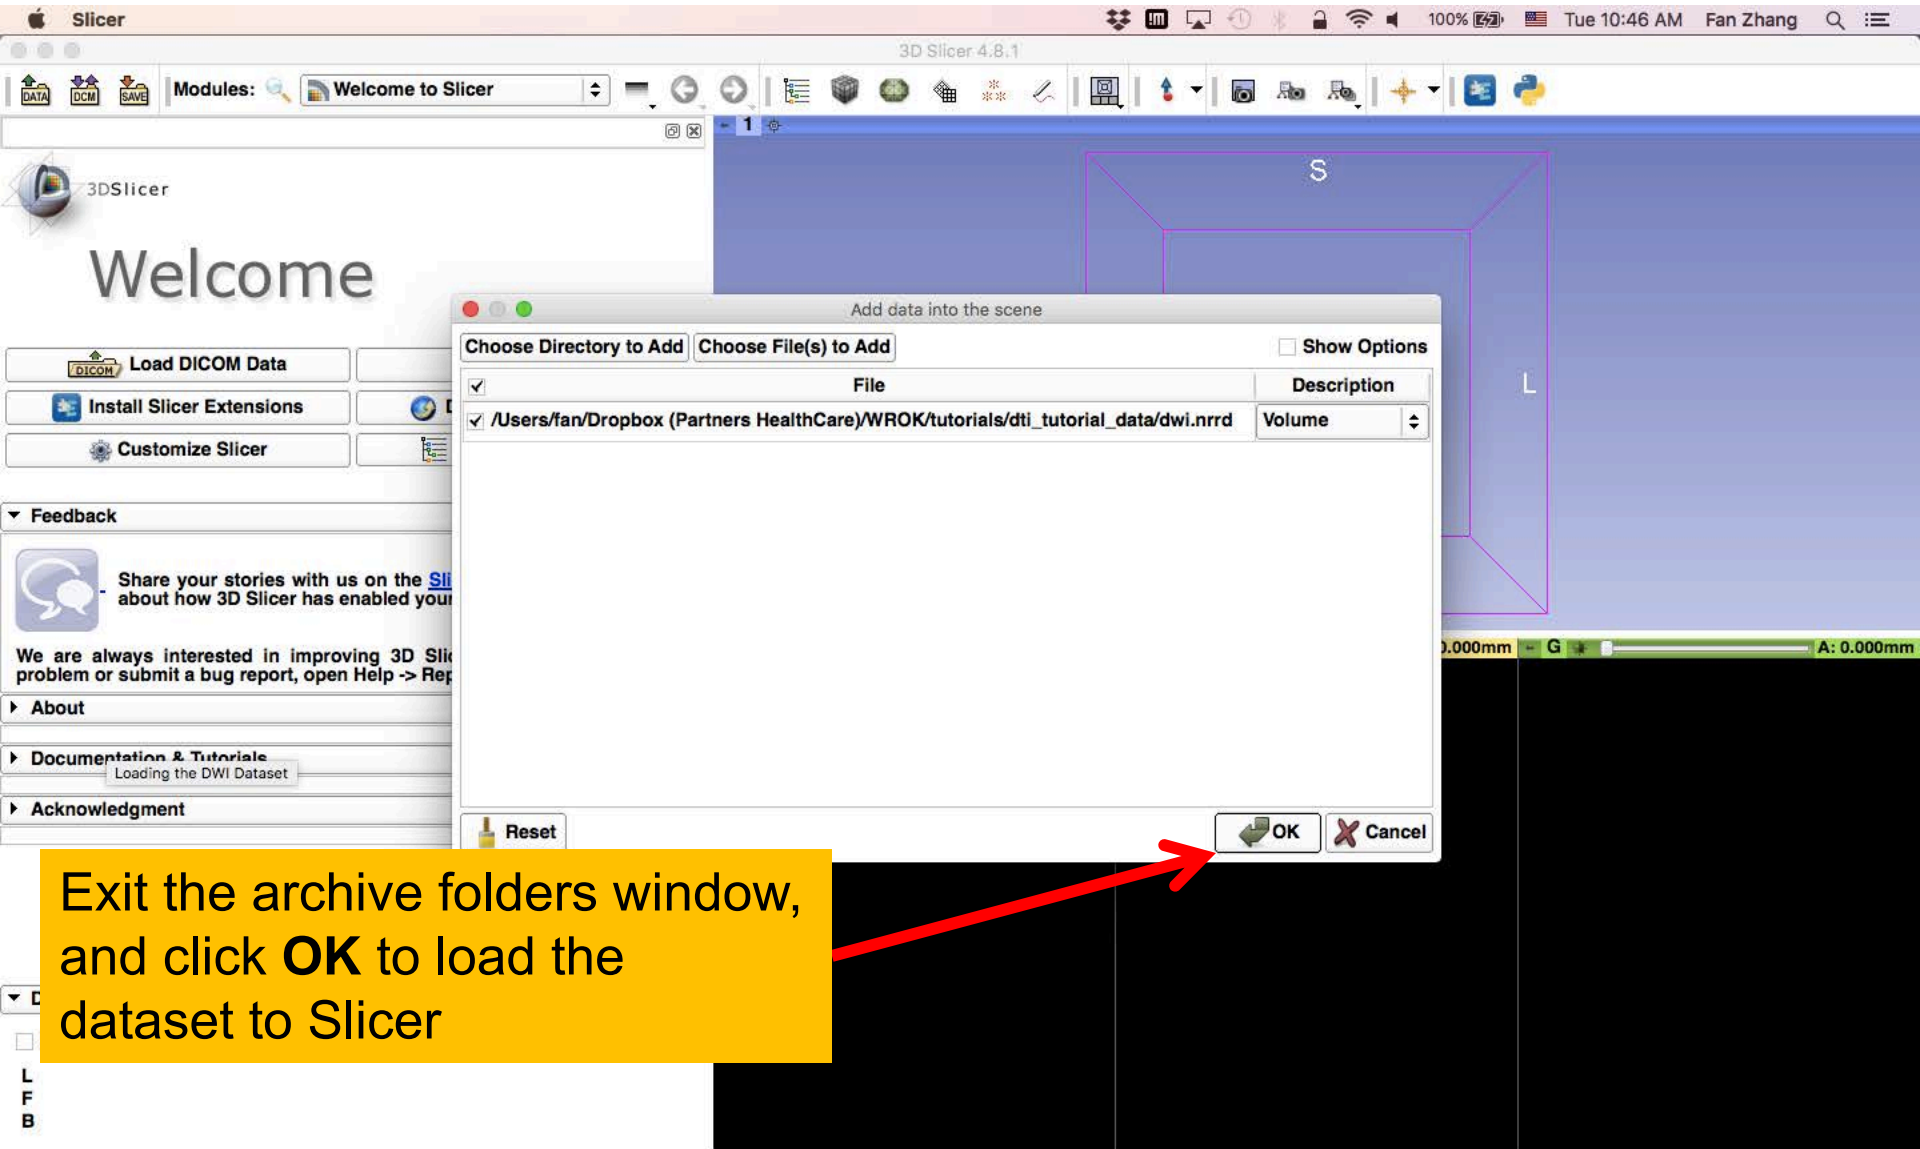 Slicer
100%
Tue 10:46 AM
Fan Zhang
3D Slicer 4.8.1
DATA
DCM
SAVE
Modules:
Welcome to Slicer
1
3DSlicer
Welcome
S
L
Add data into the scene
Choose Directory to Add
Choose File(s) to Add
Show Options
File
Description
/Users/fan/Dropbox (Partners HealthCare)/WROK/tutorials/dti_tutorial_data/dwi.nrrd
Volume
DICOM
Load DICOM Data
Install Slicer Extensions
Customize Slicer
Feedback
Share your stories with us on the Sli
about how 3D Slicer has enabled your
We are always interested in improving 3D Slic
problem or submit a bug report, open Help -> Rep
About
Documentation & Tutorials
Loading the DWI Dataset
Acknowledgment
Reset
OK
Cancel
0.000mm
G
A: 0.000mm
Exit the archive folders window,
and click OK to load the
dataset to Slicer
L
F
B